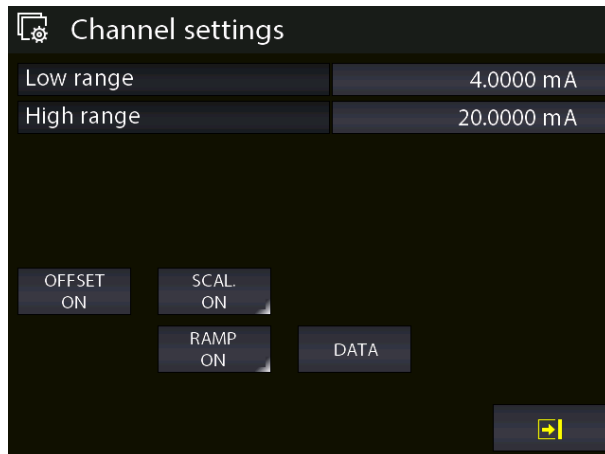 Channel settings
Low range 4.0000 mA
High range 20.0000 mA
OFFSET SCAL.
ON ON
RAMP DATA
ON